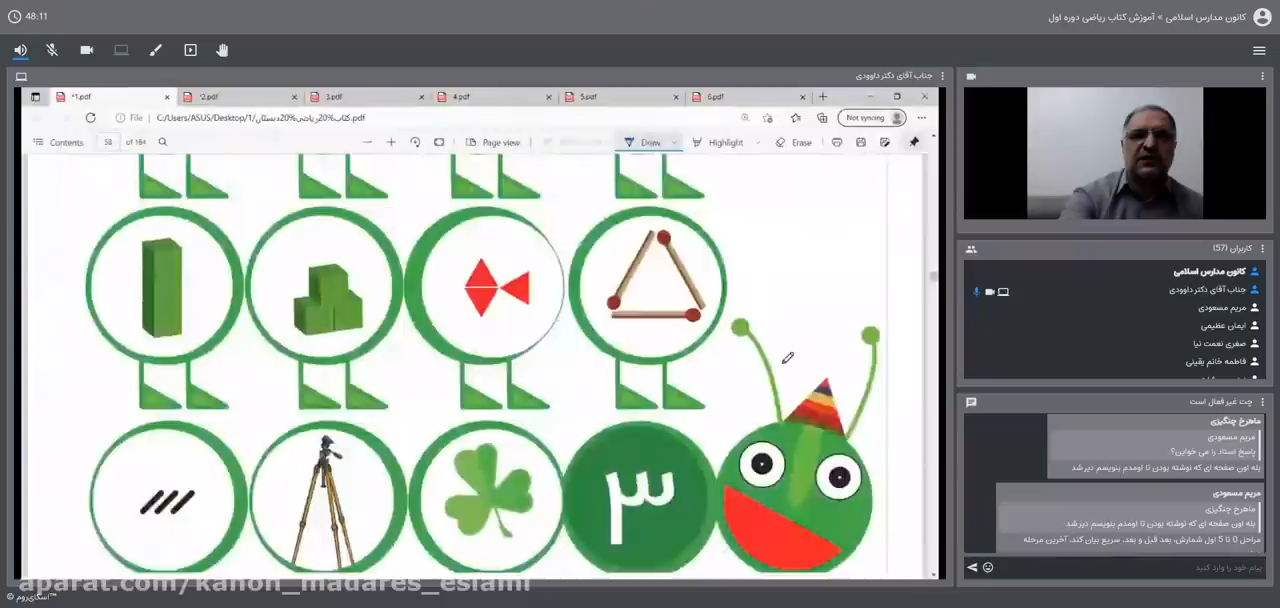 48:11
کانون مدارس اسلامی » آموزش کتاب ریاضی دوره اول
جناب آقای دکتر داوودی
1.pdf
2.pdf
3.pdf
4.pdf
5.pdf
6.pdf
File
Not syncing
Contents
58 of 184
Page view
Draw
Highlight
Erase
۳
کاربران (57)
کانون مدارس اسلامی
جناب آقای دکتر داوودی
مریم مسعودی
ایمان عظیمی
صغری نعمت نیا
فاطمه خانم یقینی
چت غیر فعال است
ماهرخ چنگیزی
مریم مسعودی
پاسخ استاد را می خواین؟
بله اون صفحه ای که نوشته بودن تا اومدم بنویسم دیر شد
مریم مسعودی
ماهرخ چنگیزی
بله اون صفحه ای که نوشته بودن تا اومدم بنویسم دیر شد
مراحل 0 تا 5 اول شمارش، بعد قبل و بعد، سریع بیان کند، آخرین مرحله
پیام خود را وارد کنید
aparat.com/kanon_madares_eslami
© اسکای‌روم™